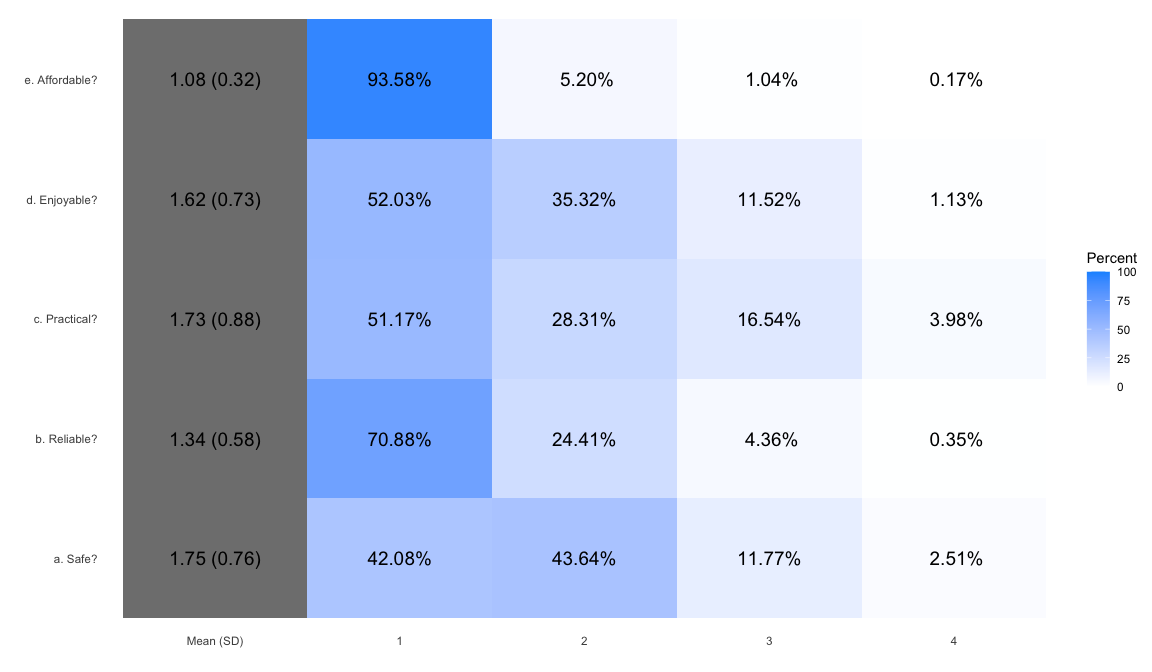 e. Affordable? 1.08 (0.32) 93.58% 5.20% 1.04% 0.17%
d. Enjoyable? 1.62 (0.73) 52.03% 35.32% 11.52% 1.13%
c. Practical? 1.73 (0.88) 51.17% 28.31% 16.54% 3.98%
b. Reliable? 1.34 (0.58) 70.88% 24.41% 4.36% 0.35%
a. Safe? 1.75 (0.76) 42.08% 43.64% 11.77% 2.51%
Mean (SD) 1 2 3 4
Percent
100
75
50
25
0